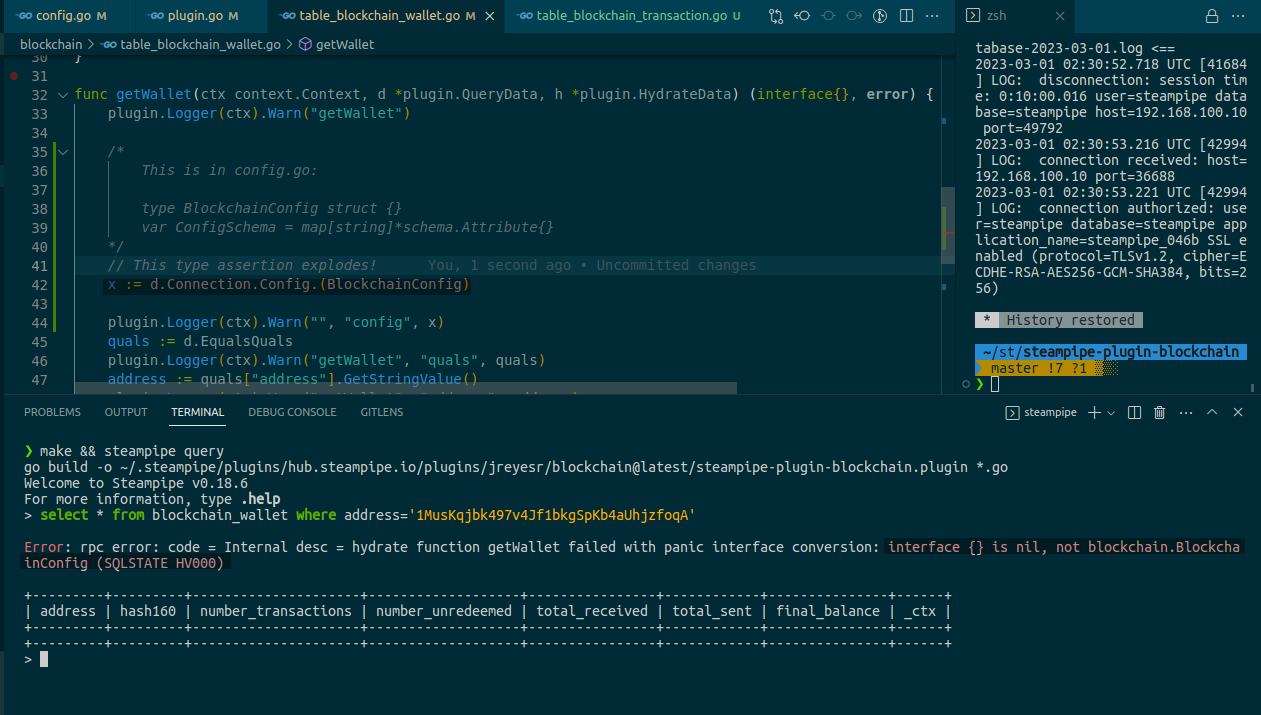 config.go M
plugin.go M
table_blockchain_wallet.go M
table_blockchain_transaction.go U
zsh
blockchain > table_blockchain_wallet.go > getWallet
30 }
31
32 func getWallet(ctx context.Context, d *plugin.QueryData, h *plugin.HydrateData) (interface{}, error) {
33 plugin.Logger(ctx).Warn("getWallet")
34
35 /*
36 This is in config.go:
37
38 type BlockchainConfig struct {}
39 var ConfigSchema = map[string]*schema.Attribute{}
40 */
41 // This type assertion explodes! You, 1 second ago • Uncommitted changes
42 x := d.Connection.Config.(BlockchainConfig)
43
44 plugin.Logger(ctx).Warn("", "config", x)
45 quals := d.EqualsQuals
46 plugin.Logger(ctx).Warn("getWallet", "quals", quals)
47 address := quals["address"].GetStringValue()
tabase-2023-03-01.log <==
2023-03-01 02:30:52.718 UTC [41684
] LOG:  disconnection: session tim
e: 0:10:00.016 user=steampipe data
base=steampipe host=192.168.100.10
 port=49792
2023-03-01 02:30:53.216 UTC [42994
] LOG:  connection received: host=
192.168.100.10 port=36688
2023-03-01 02:30:53.221 UTC [42994
] LOG:  connection authorized: use
r=steampipe database=steampipe app
lication_name=steampipe_046b SSL e
nabled (protocol=TLSv1.2, cipher=E
CDHE-RSA-AES256-GCM-SHA384, bits=2
56)
* History restored
~/st/steampipe-plugin-blockchain
master !7 ?1
❯
PROBLEMS OUTPUT TERMINAL DEBUG CONSOLE GITLENS
steampipe
❯ make && steampipe query
go build -o ~/.steampipe/plugins/hub.steampipe.io/plugins/jreyesr/blockchain@latest/steampipe-plugin-blockchain.plugin *.go
Welcome to Steampipe v0.18.6
For more information, type .help
> select * from blockchain_wallet where address='1MusKqjbk497v4Jf1bkgSpKb4aUhjzfoqA'
Error: rpc error: code = Internal desc = hydrate function getWallet failed with panic interface conversion: interface {} is nil, not blockchain.Blockcha
inConfig (SQLSTATE HV000)
+---------+---------+---------------------+-------------------+----------------+------------+---------------+------+
| address | hash160 | number_transactions | number_unredeemed | total_received | total_sent | final_balance | _ctx |
+---------+---------+---------------------+-------------------+----------------+------------+---------------+------+
+---------+---------+---------------------+-------------------+----------------+------------+---------------+------+
>